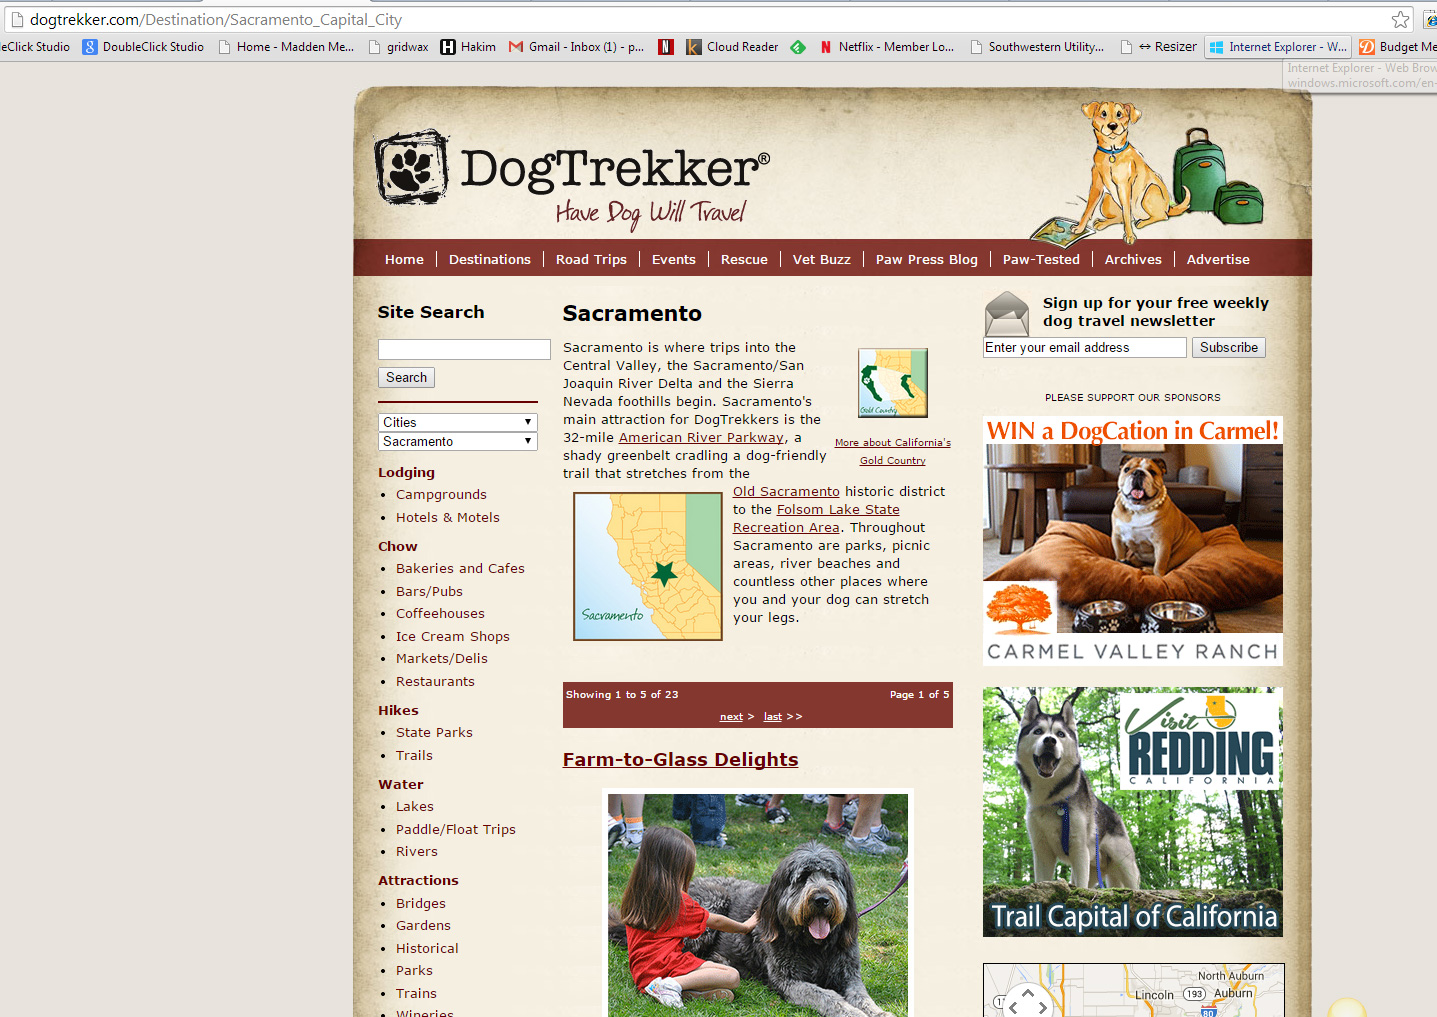 dogtrekker.com/Destination/Sacramento_Capital_City
leClick Studio
DoubleClick Studio
Home - Madden Me...
gridwax
H Hakim
Gmail - Inbox (1) - p...
N
k Cloud Reader
N Netflix - Member Lo...
Southwestern Utility...
↔ Resizer
Internet Explorer - W...
Budget Me
Internet Explorer - Web Brow
windows.microsoft.com/en-
DogTrekker®
Have Dog Will Travel
Home
Destinations
Road Trips
Events
Rescue
Vet Buzz
Paw Press Blog
Paw-Tested
Archives
Advertise
Site Search
Search
Cities
Sacramento
Lodging
• Campgrounds
• Hotels & Motels
Chow
• Bakeries and Cafes
• Bars/Pubs
• Coffeehouses
• Ice Cream Shops
• Markets/Delis
• Restaurants
Hikes
• State Parks
• Trails
Water
• Lakes
• Paddle/Float Trips
• Rivers
Attractions
• Bridges
• Gardens
• Historical
• Parks
• Trains
• Wineries
Sacramento
Sacramento is where trips into the
Central Valley, the Sacramento/San
Joaquin River Delta and the Sierra
Nevada foothills begin. Sacramento's
main attraction for DogTrekkers is the
32-mile American River Parkway, a
shady greenbelt cradling a dog-friendly
trail that stretches from the
Gold Country
More about California's
Gold Country
Old Sacramento historic district
to the Folsom Lake State
Recreation Area. Throughout
Sacramento are parks, picnic
areas, river beaches and
countless other places where
you and your dog can stretch
your legs.
Sacramento
Showing 1 to 5 of 23
Page 1 of 5
next > last >>
Farm-to-Glass Delights
Sign up for your free weekly
dog travel newsletter
Enter your email address
Subscribe
PLEASE SUPPORT OUR SPONSORS
WIN a DogCation in Carmel!
CARMEL VALLEY RANCH
Visit
REDDING
CALIFORNIA
Trail Capital of California
North Auburn
Lincoln
193
Auburn
80